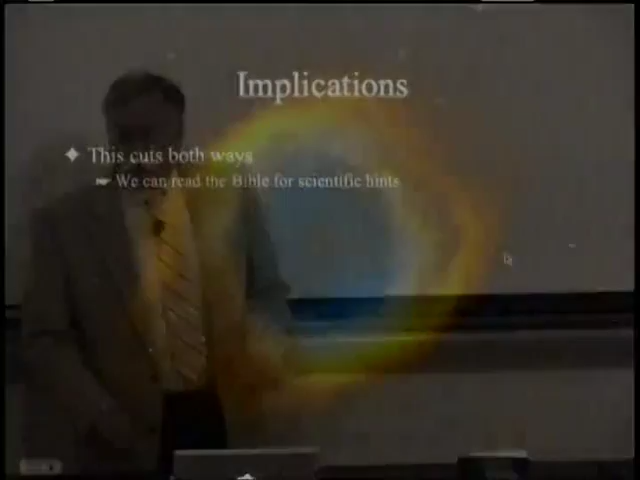 Implications
This cuts both ways
We can read the Bible for scientific hints